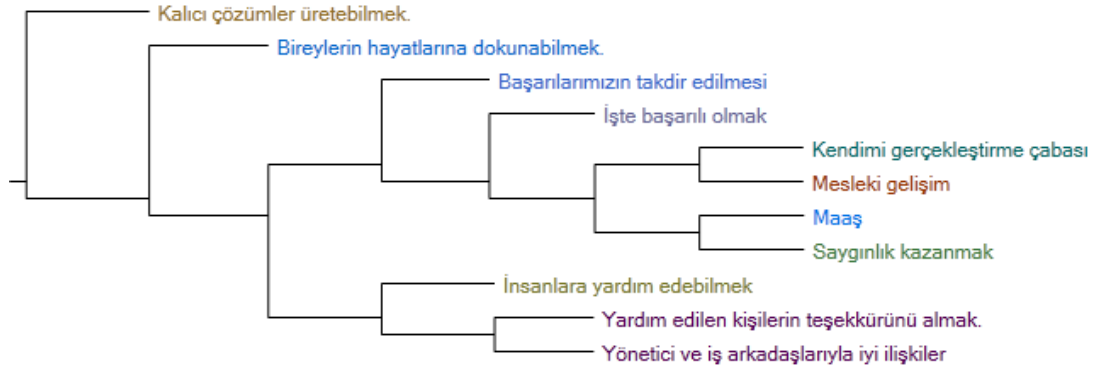 Kalıcı çözümler üretebilmek.
Bireylerin hayatlarına dokunabilmek.
Başarılarımızın takdir edilmesi
İşte başarılı olmak
Kendimi gerçekleştirme çabası
Mesleki gelişim
Maaş
Saygınlık kazanmak
İnsanlara yardım edebilmek
Yardım edilen kişilerin teşekkürünü almak.
Yönetici ve iş arkadaşlarıyla iyi ilişkiler